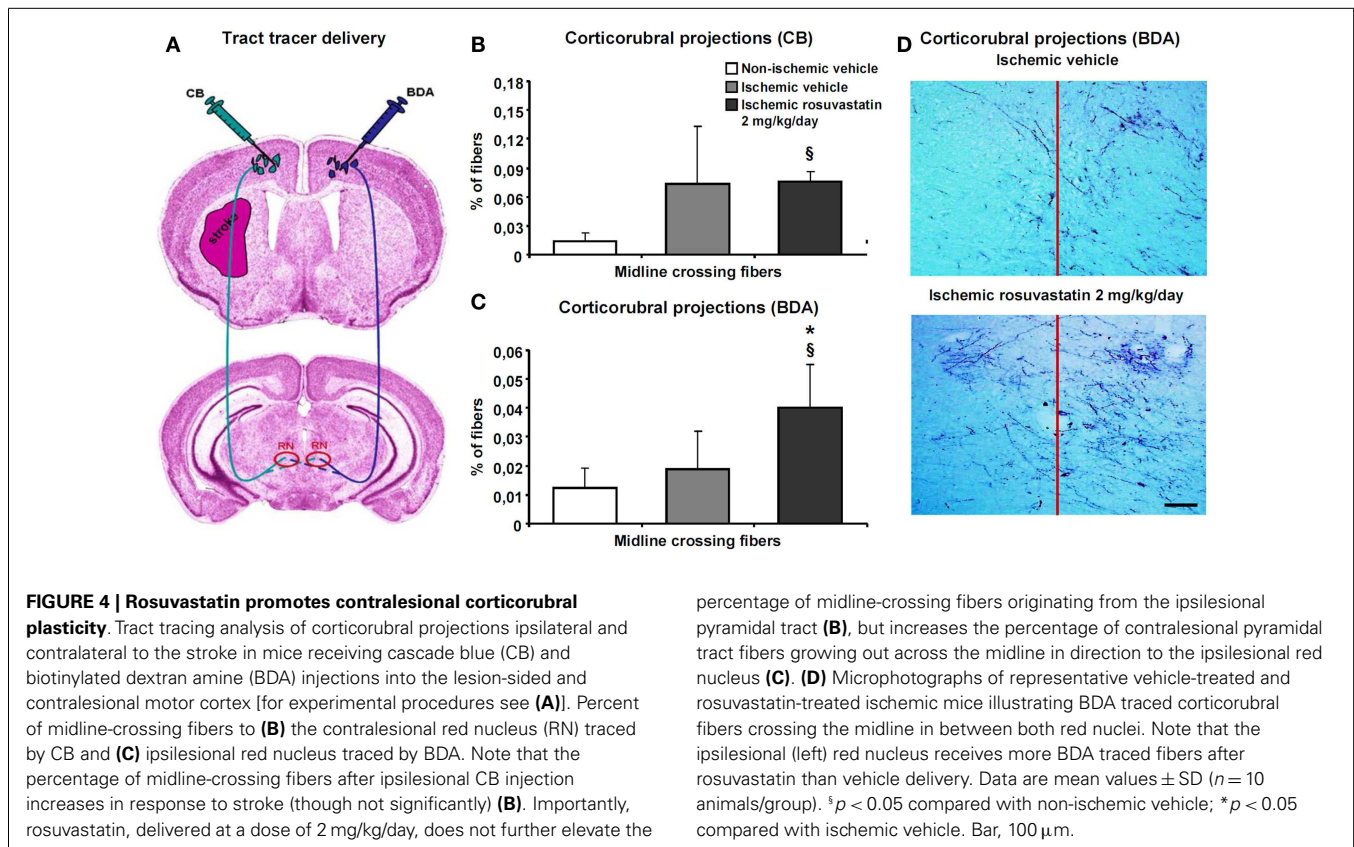 A
Tract tracer delivery
CB
BDA
stroke
RN
RN
B
Corticorubral projections (CB)
Non-ischemic vehicle
Ischemic vehicle
Ischemic rosuvastatin
2 mg/kg/day
% of fibers
0,18
0,15
0,12
0,09
0,06
0,03
0
§
Midline crossing fibers
C
Corticorubral projections (BDA)
% of fibers
0,06
0,05
0,04
0,03
0,02
0,01
0
*
§
Midline crossing fibers
D
Corticorubral projections (BDA)
Ischemic vehicle
Ischemic rosuvastatin 2 mg/kg/day
FIGURE 4 | Rosuvastatin promotes contralesional corticorubral
plasticity. Tract tracing analysis of corticorubral projections ipsilateral and
contralateral to the stroke in mice receiving cascade blue (CB) and
biotinylated dextran amine (BDA) injections into the lesion-sided and
contralesional motor cortex [for experimental procedures see (A)]. Percent
of midline-crossing fibers to (B) the contralesional red nucleus (RN) traced
by CB and (C) ipsilesional red nucleus traced by BDA. Note that the
percentage of midline-crossing fibers after ipsilesional CB injection
increases in response to stroke (though not significantly) (B). Importantly,
rosuvastatin, delivered at a dose of 2 mg/kg/day, does not further elevate the
percentage of midline-crossing fibers originating from the ipsilesional
pyramidal tract (B), but increases the percentage of contralesional pyramidal
tract fibers growing out across the midline in direction to the ipsilesional red
nucleus (C). (D) Microphotographs of representative vehicle-treated and
rosuvastatin-treated ischemic mice illustrating BDA traced corticorubral
fibers crossing the midline in between both red nuclei. Note that the
ipsilesional (left) red nucleus receives more BDA traced fibers after
rosuvastatin than vehicle delivery. Data are mean values ± SD (n = 10
animals/group). §p < 0.05 compared with non-ischemic vehicle; *p < 0.05
compared with ischemic vehicle. Bar, 100 μm.